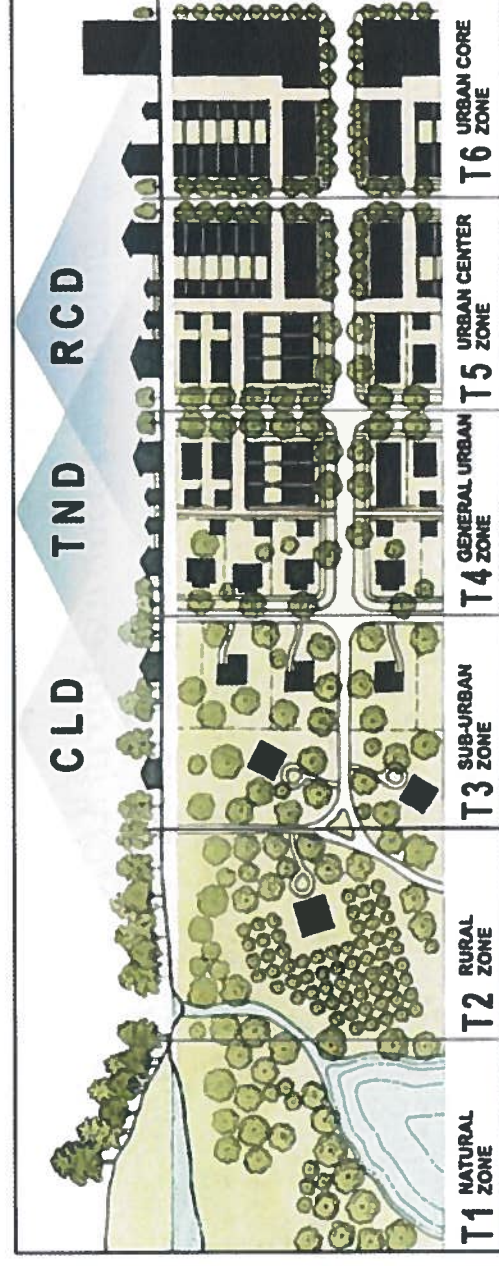 CLD
TND
RCD
T1 NATURAL
ZONE
T2 RURAL
ZONE
T3 SUB-URBAN
ZONE
T4 GENERAL URBAN
ZONE
T5 URBAN CENTER
ZONE
T6 URBAN CORE
ZONE